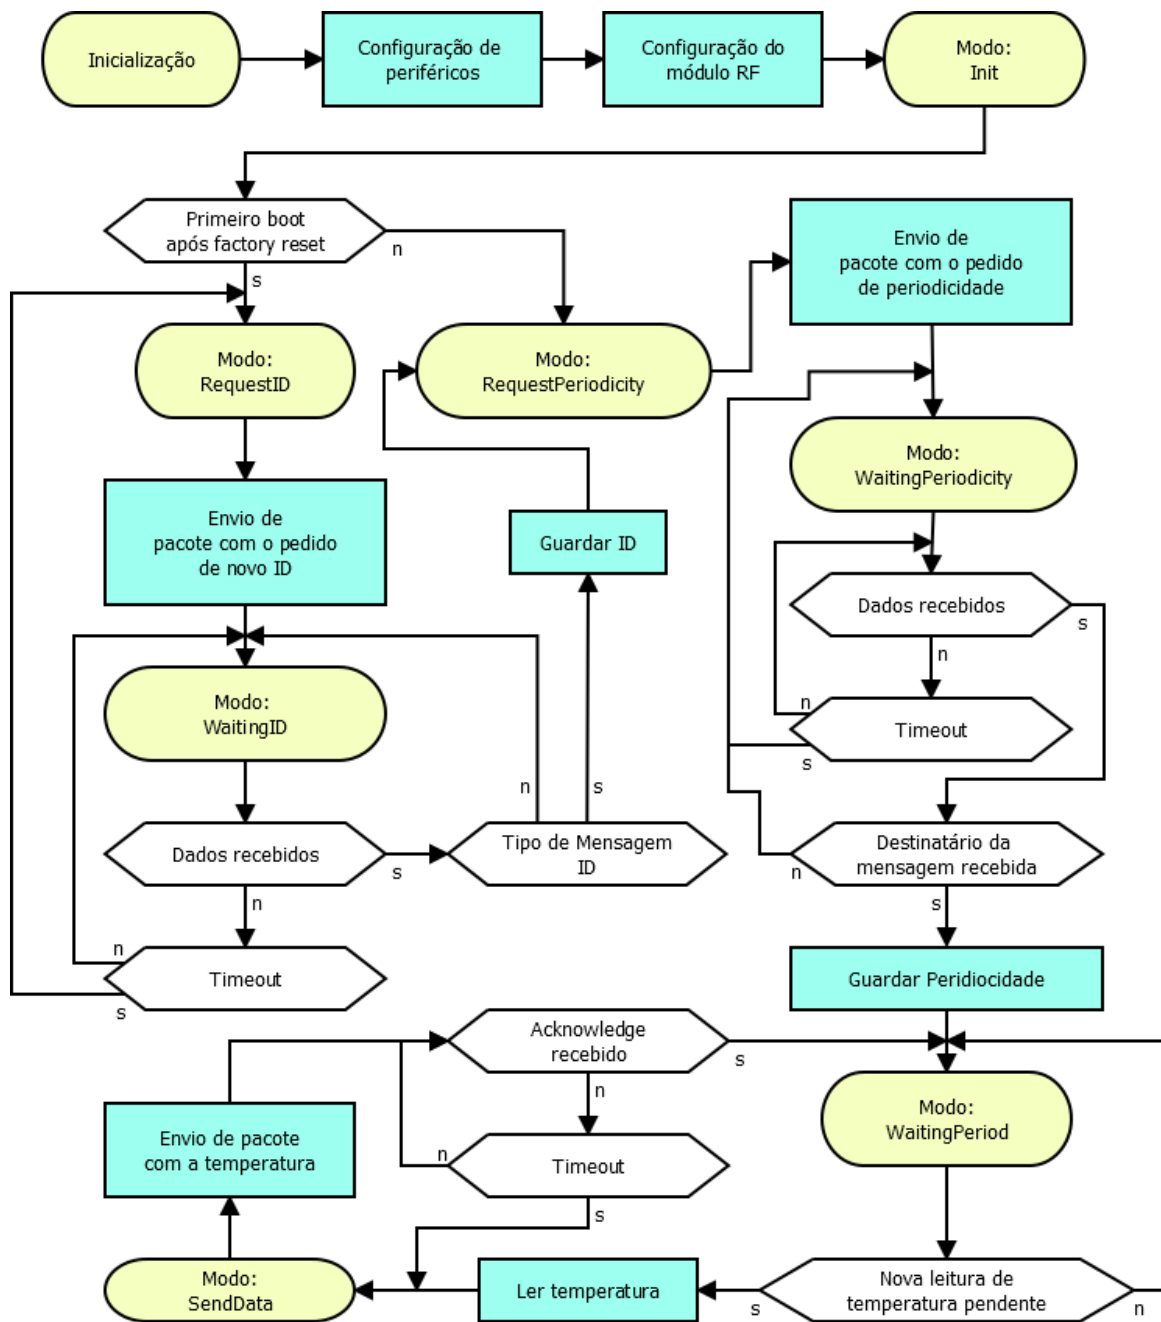 Inicialização
Configuração de
periféricos
Configuração do
módulo RF
Modo:
Init
Primeiro boot
após factory reset
n
s
Envio de
pacote com o pedido
de periodicidade
Modo:
RequestID
Modo:
RequestPeriodicity
Modo:
WaitingPeriodicity
Envio de
pacote com o pedido
de novo ID
Guardar ID
Dados recebidos
s
n
Modo:
WaitingID
n
Timeout
s
n
s
Dados recebidos
s
n
Tipo de Mensagem
ID
Destinatário da
mensagem recebida
n
s
n
Timeout
s
Guardar Peridiocidade
Acknowledge
recebido
s
n
Modo:
WaitingPeriod
Envio de pacote
com a temperatura
n
Timeout
s
Modo:
SendData
Ler temperatura
s
Nova leitura de
temperatura pendente
n